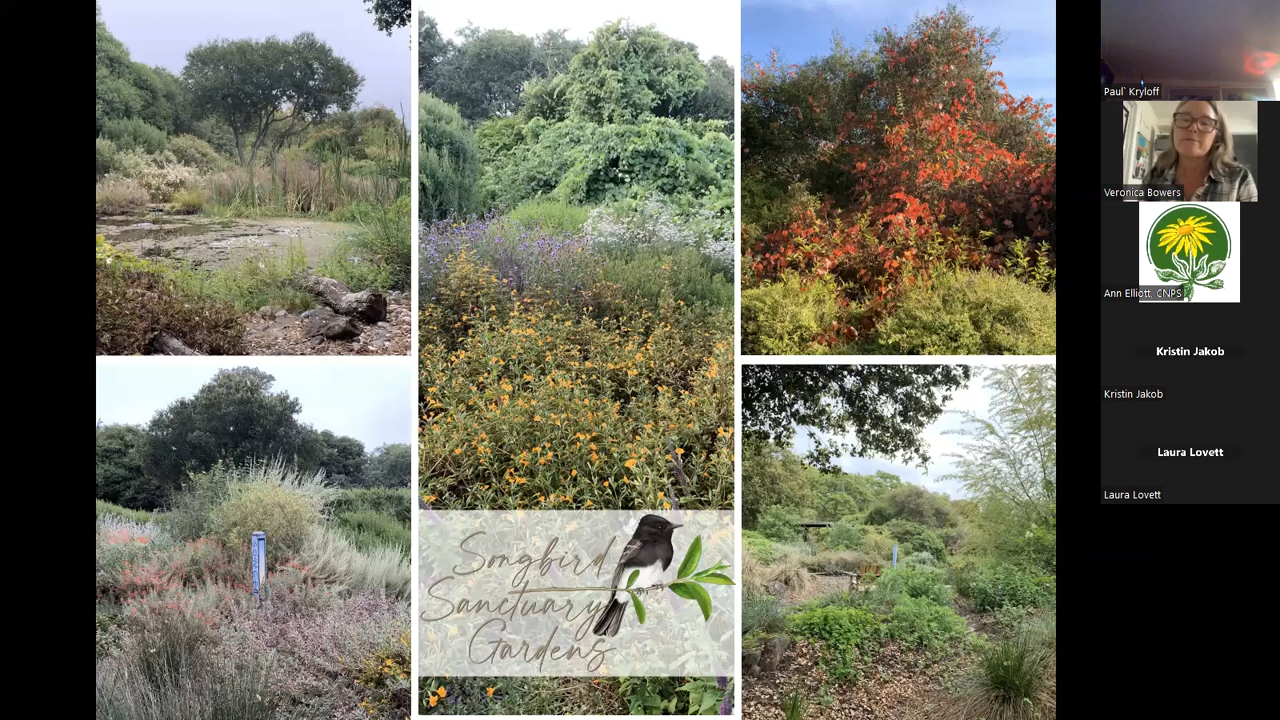 Songbird
Sanctuary
Gardens
Paul` Kryloff
Veronica Bowers
Ann Elliott, CNPS
Kristin Jakob
Kristin Jakob
Laura Lovett
Laura Lovett